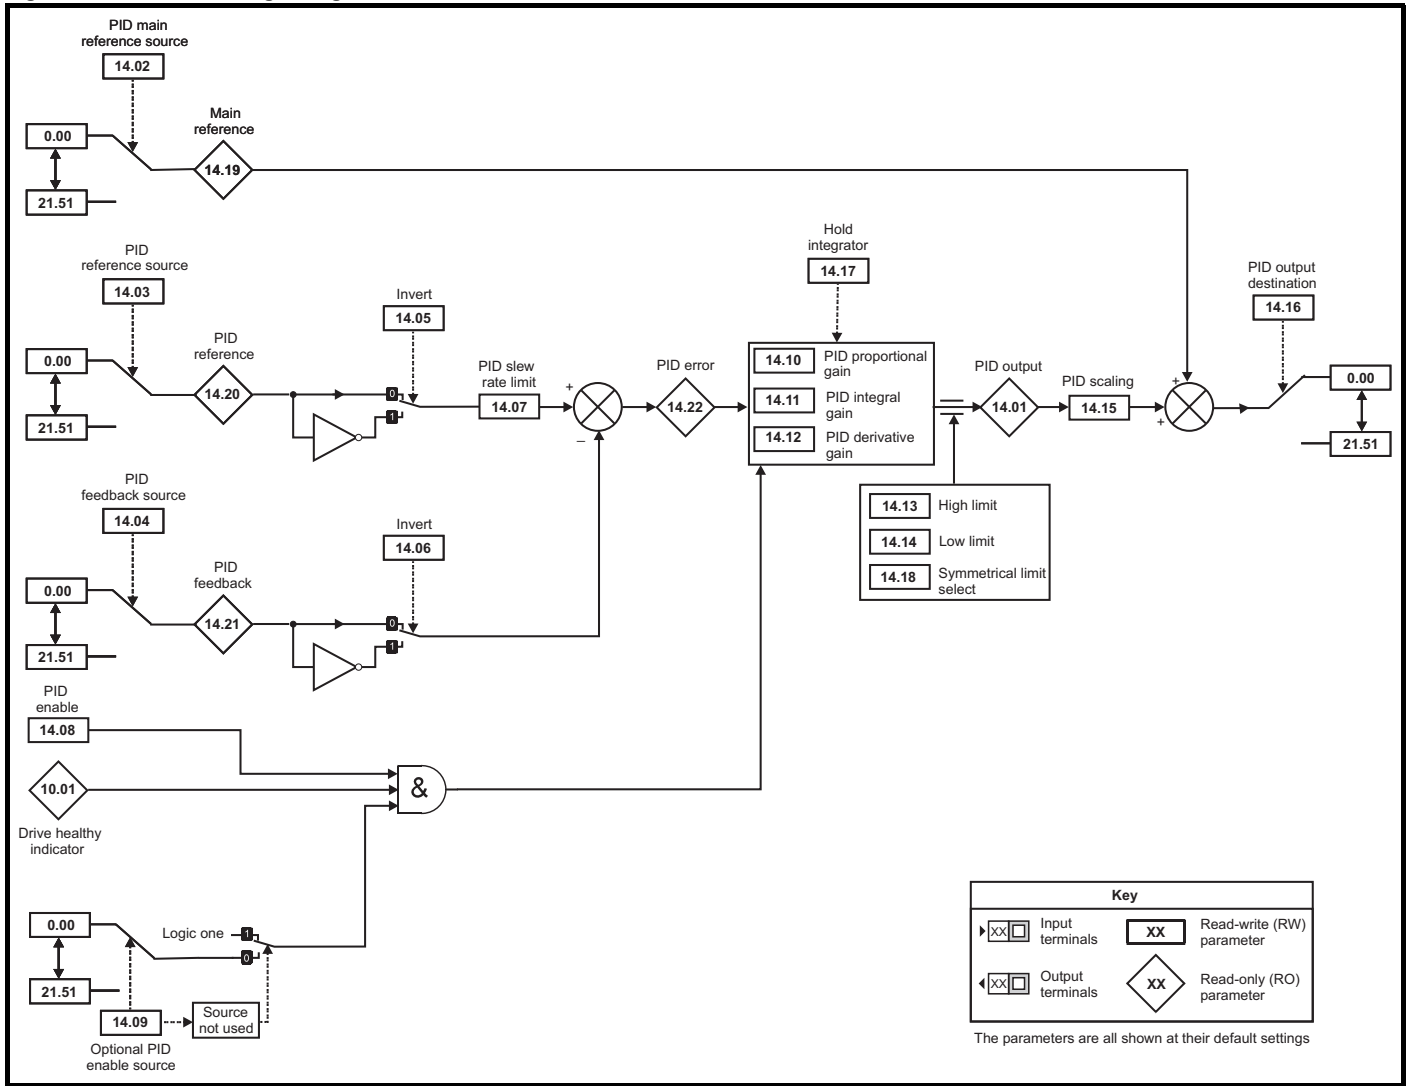 PID main
reference source
14.02
0.00
21.51
Main
reference
14.19
PID
reference source
14.03
0.00
21.51
PID
reference
14.20
Invert
14.05
0
1
PID slew
rate limit
14.07
+
–
PID error
14.22
Hold
integrator
14.17
14.10 PID proportional
gain
14.11 PID integral
gain
14.12 PID derivative
gain
PID output
14.01
PID scaling
14.15
+
+
PID output
destination
14.16
0.00
21.51
14.13 High limit
14.14 Low limit
14.18 Symmetrical limit
select
PID
feedback source
14.04
0.00
21.51
PID
feedback
14.21
Invert
14.06
0
1
PID
enable
14.08
10.01
Drive healthy
indicator
&
0.00
21.51
Logic one
1
0
14.09
Optional PID
enable source
Source
not used
Key
XX Input
terminals
XX Read-write (RW)
parameter
XX Output
terminals
XX Read-only (RO)
parameter
The parameters are all shown at their default settings